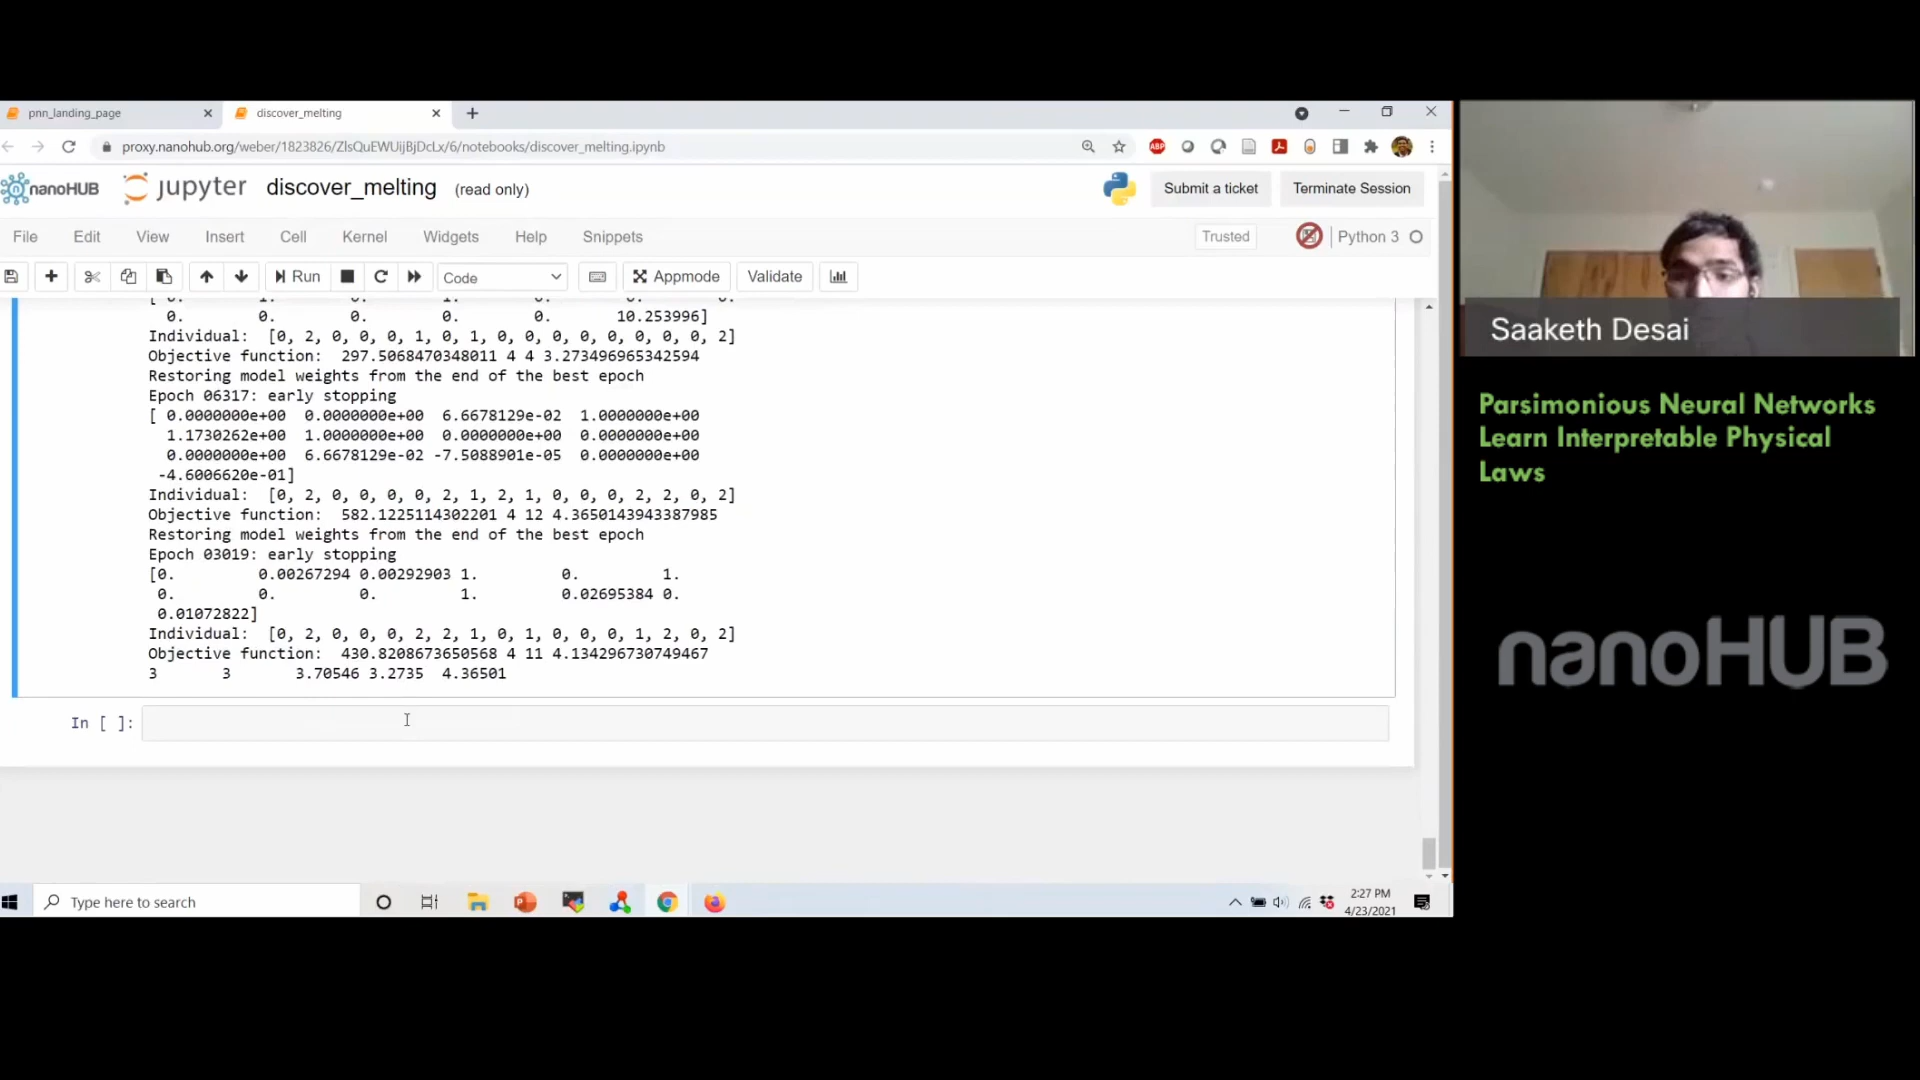 pnn_landing_page
discover_melting
proxy.nanohub.org/weber/1823826/ZlsQuEWUijBjDcLx/6/notebooks/discover_melting.ipynb
ABP
nanoHUB jupyter discover_melting (read only)
Submit a ticket
Terminate Session
File Edit View Insert Cell Kernel Widgets Help Snippets
Trusted
Python 3
Run
Code
Appmode
Validate
0. 0. 0. 0. 0. 10.253996]
Individual: [0, 2, 0, 0, 0, 1, 0, 1, 0, 0, 0, 0, 0, 0, 0, 2]
Objective function: 297.5068470348011 4 4 3.273496965342594
Restoring model weights from the end of the best epoch
Epoch 06317: early stopping
[ 0.0000000e+00 0.0000000e+00 6.6678129e-02 1.0000000e+00
1.1730262e+00 1.0000000e+00 0.0000000e+00 0.0000000e+00
0.0000000e+00 6.6678129e-02 -7.5088901e-05 0.0000000e+00
-4.6006620e-01]
Individual: [0, 2, 0, 0, 0, 0, 2, 1, 2, 1, 0, 0, 0, 2, 2, 0, 2]
Objective function: 582.1225114302201 4 12 4.3650143943387985
Restoring model weights from the end of the best epoch
Epoch 03019: early stopping
[0. 0.00267294 0.00292903 1. 0. 1.
0. 0. 0. 1. 0.02695384 0.
0.01072822]
Individual: [0, 2, 0, 0, 0, 2, 2, 1, 0, 1, 0, 0, 0, 1, 2, 0, 2]
Objective function: 430.8208673650568 4 11 4.134296730749467
3 3 3.70546 3.2735 4.36501
In [ ]:
Type here to search
2:27 PM
4/23/2021
Saaketh Desai
Parsimonious Neural Networks
Learn Interpretable Physical
Laws
nanoHUB